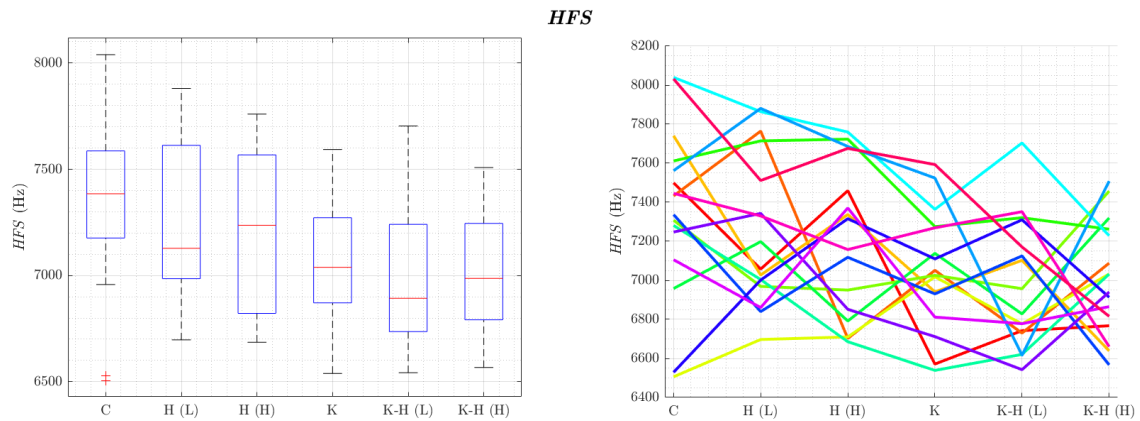 HFS
8000
7500
7000
6500
HFS (Hz)
C H (L) H (H) K K-H (L) K-H (H)
8200
8000
7800
7600
7400
7200
7000
6800
6600
6400
HFS (Hz)
C H (L) H (H) K K-H (L) K-H (H)